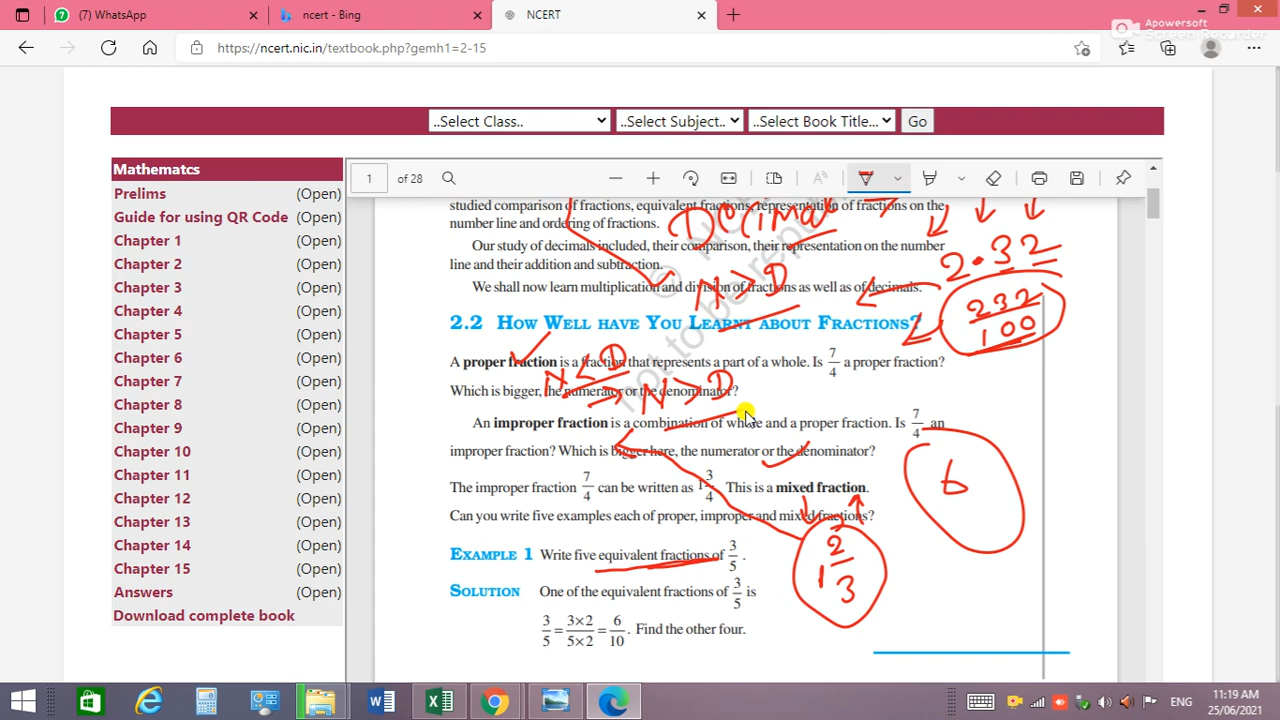 (7) WhatsApp
ncert - Bing
NCERT
Apowersoft
Screen Recorder
https://ncert.nic.in/textbook.php?gemh1=2-15
..Select Class..
..Select Subject..
..Select Book Title...
Go
Mathematcs
Prelims (Open)
Guide for using QR Code (Open)
Chapter 1 (Open)
Chapter 2 (Open)
Chapter 3 (Open)
Chapter 4 (Open)
Chapter 5 (Open)
Chapter 6 (Open)
Chapter 7 (Open)
Chapter 8 (Open)
Chapter 9 (Open)
Chapter 10 (Open)
Chapter 11 (Open)
Chapter 12 (Open)
Chapter 13 (Open)
Chapter 14 (Open)
Chapter 15 (Open)
Answers (Open)
Download complete book
1 of 28
studied comparison of fractions, equivalent fractions, representation of fractions on the
number line and ordering of fractions.
Decimal →
Our study of decimals included, their comparison, their representation on the number
line and their addition and subtraction.
2.32
We shall now learn multiplication and division of fractions as well as of decimals.
N > D
232/100
2.2 HOW WELL HAVE YOU LEARNT ABOUT FRACTIONS?
A proper fraction is a fraction that represents a part of a whole. Is 7/4 a proper fraction?
N < D
Which is bigger, the numerator or the denominator?
→ N > D
An improper fraction is a combination of whole and a proper fraction. Is 7/4 an
improper fraction? Which is bigger here, the numerator or the denominator?
The improper fraction 7/4 can be written as 1 3/4. This is a mixed fraction.
Can you write five examples each of proper, improper and mixed fractions?
1 2/3
EXAMPLE 1 Write five equivalent fractions of 3/5.
SOLUTION One of the equivalent fractions of 3/5 is
3/5 = 3×2/5×2 = 6/10. Find the other four.
ENG
11:19 AM
25/06/2021